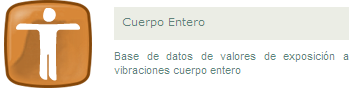 Cuerpo Entero
Base de datos de valores de exposición a
vibraciones cuerpo entero